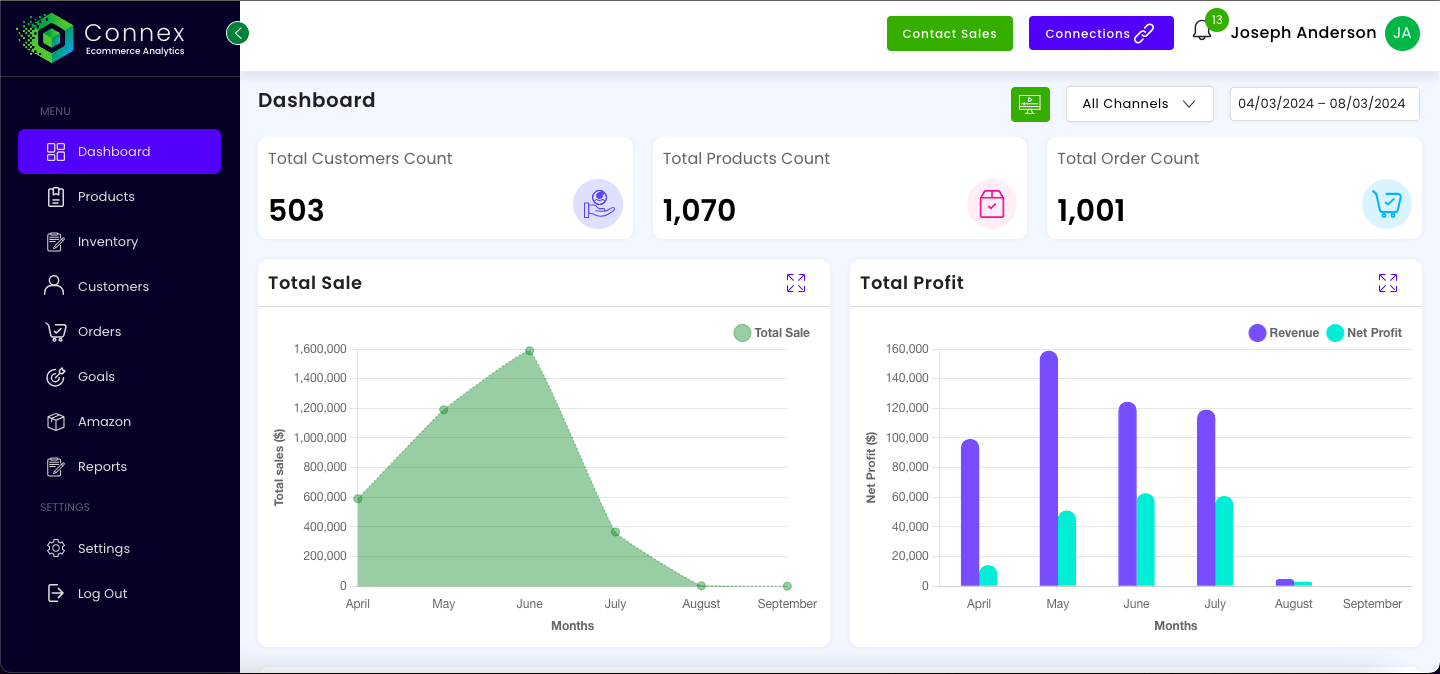 Connex
Ecommerce Analytics
Contact Sales
Connections
13
Joseph Anderson
JA
MENU
Dashboard
Products
Inventory
Customers
Orders
Goals
Amazon
Reports
SETTINGS
Settings
Log Out
Dashboard
All Channels
04/03/2024 – 08/03/2024
Total Customers Count
503
Total Products Count
1,070
Total Order Count
1,001
Total Sale
Total Sale
Total sales ($)
1,600,000
1,400,000
1,200,000
1,000,000
800,000
600,000
400,000
200,000
0
April May June July August September
Months
Total Profit
Revenue Net Profit
Net Profit ($)
160,000
140,000
120,000
100,000
80,000
60,000
40,000
20,000
0
April May June July August September
Months